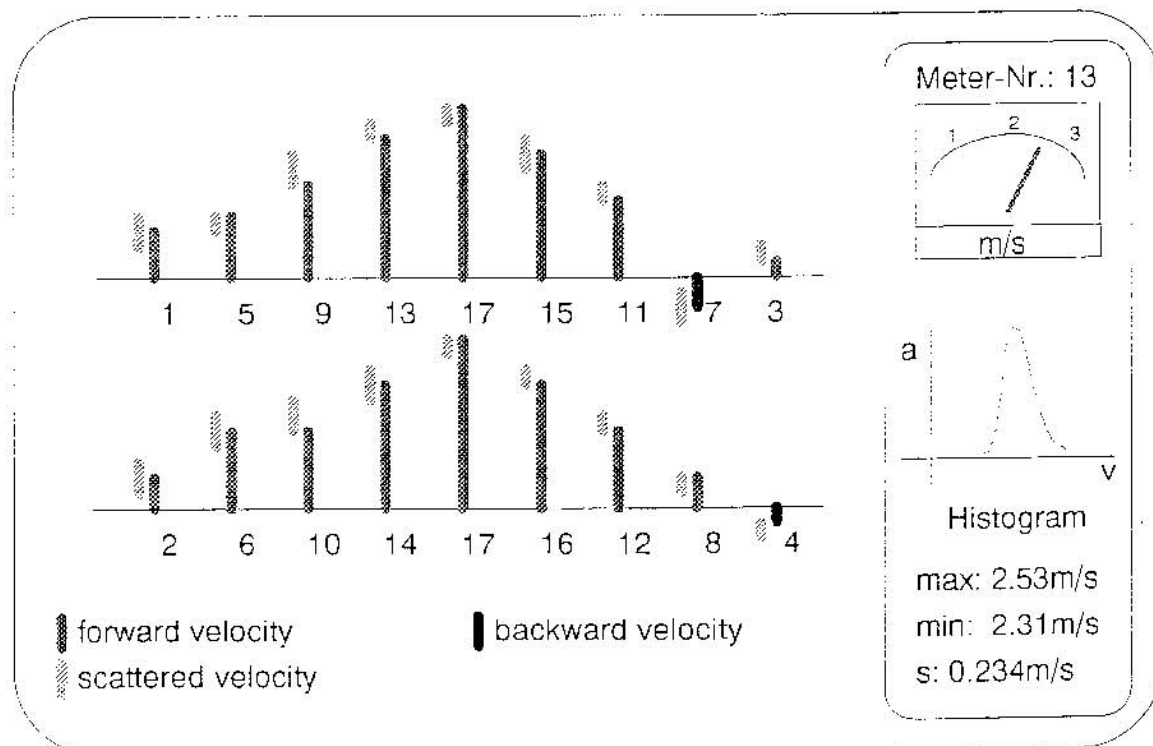 Meter-Nr.: 13
1 2 3
m/s
1 5 9 13 17 15 11 7 3
a
v
2 6 10 14 17 16 12 8 4
Histogram
max: 2.53m/s
min: 2.31m/s
s: 0.234m/s
forward velocity
backward velocity
scattered velocity